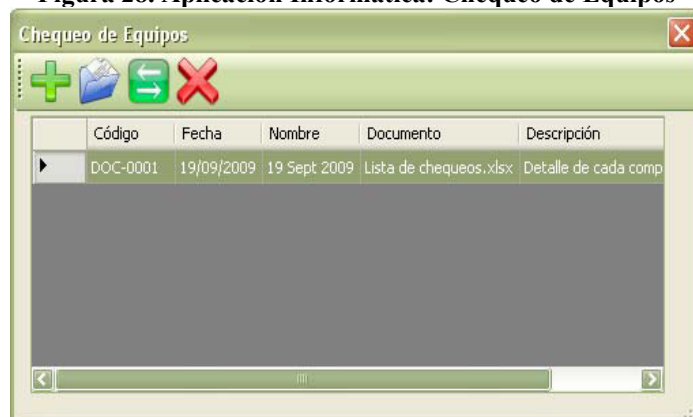 Figura 28. Aplicación Informática: Chequeo de Equipos
Chequeo de Equipos
Código Fecha Nombre Documento Descripción
DOC-0001 19/09/2009 19 Sept 2009 Lista de chequeos.xlsx Detalle de cada comp